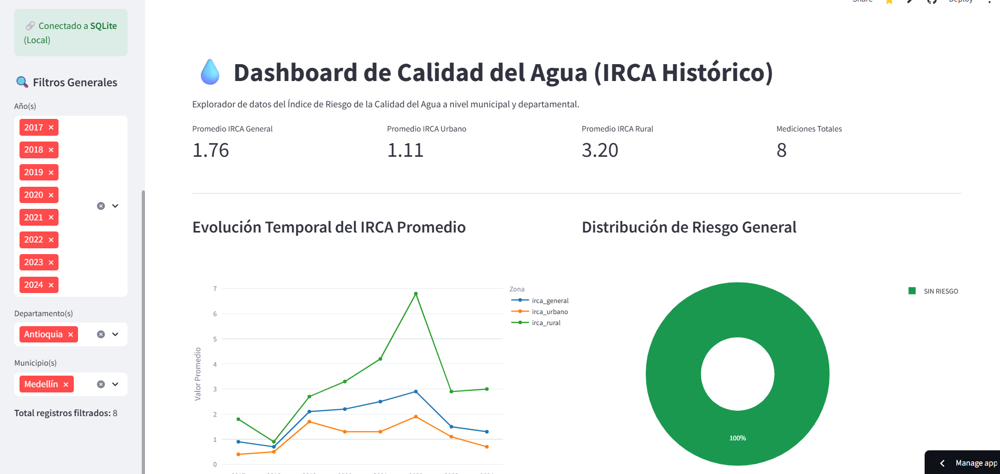 Conectado a SQLite
(Local)
Filtros Generales
Año(s)
2017
2018
2019
2020
2021
2022
2023
2024
Departamento(s)
Antioquia
Municipio(s)
Medellín
Total registros filtrados: 8
Dashboard de Calidad del Agua (IRCA Histórico)
Explorador de datos del Índice de Riesgo de la Calidad del Agua a nivel municipal y departamental.
Promedio IRCA General
1.76
Promedio IRCA Urbano
1.11
Promedio IRCA Rural
3.20
Mediciones Totales
8
Evolución Temporal del IRCA Promedio
Valor Promedio
7
6
5
4
3
2
1
0
Zona
irca_general
irca_urbano
irca_rural
Distribución de Riesgo General
SIN RIESGO
100%
Manage app